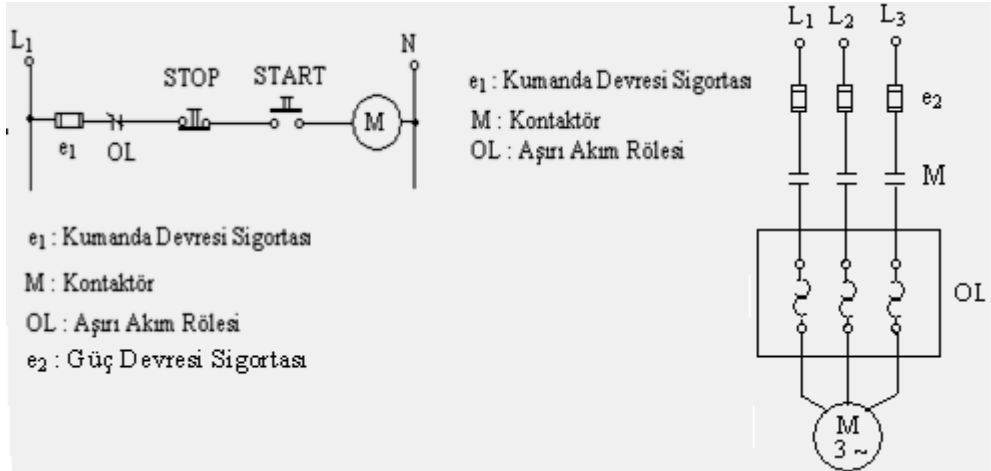 L1
N
STOP
START
e1
OL
M
e1 : Kumanda Devresi Sigortası
M : Kontaktör
OL : Aşırı Akım Rölesi
e2 : Güç Devresi Sigortası
e1 : Kumanda Devresi Sigortası
M : Kontaktör
OL : Aşırı Akım Rölesi
L1 L2 L3
e2
M
OL
M
3 ~